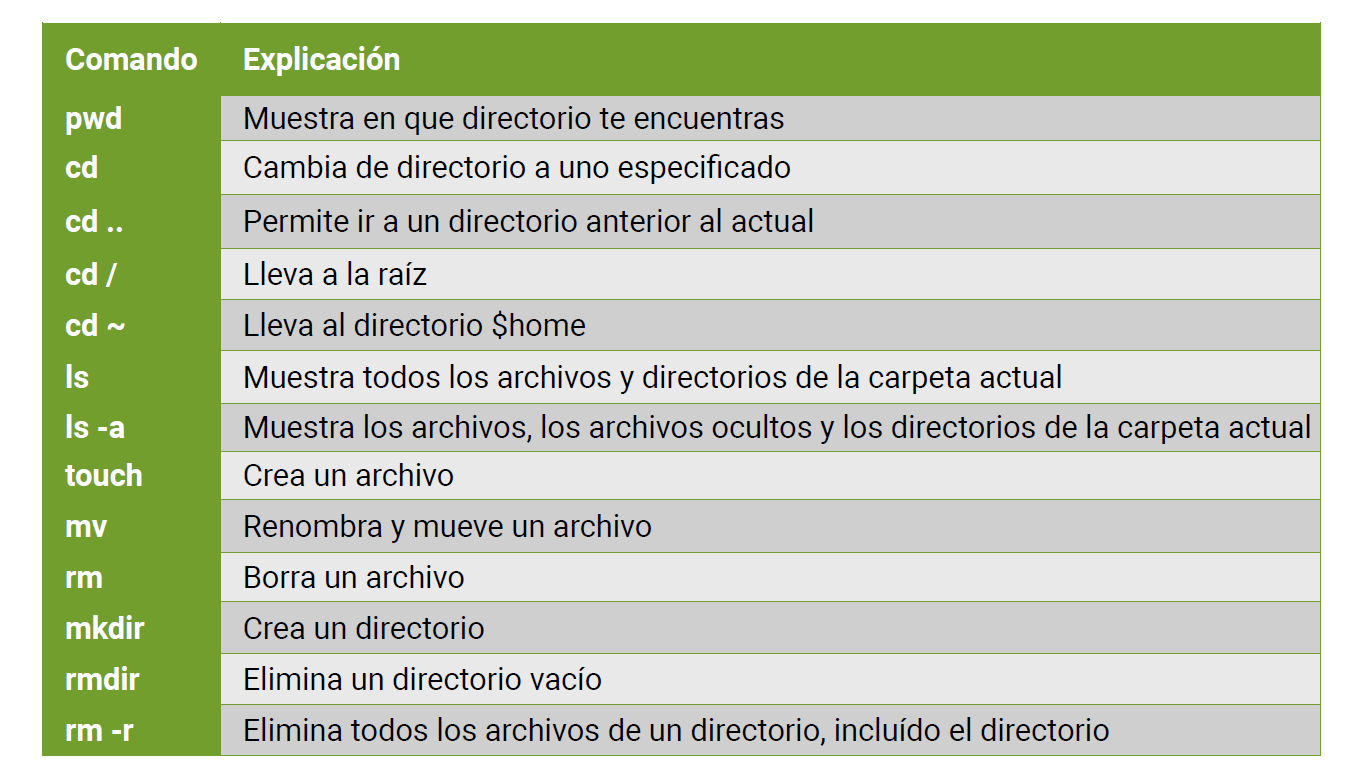 Comando Explicación
pwd Muestra en que directorio te encuentras
cd Cambia de directorio a uno especificado
cd .. Permite ir a un directorio anterior al actual
cd / Lleva a la raíz
cd ~ Lleva al directorio $home
ls Muestra todos los archivos y directorios de la carpeta actual
ls -a Muestra los archivos, los archivos ocultos y los directorios de la carpeta actual
touch Crea un archivo
mv Renombra y mueve un archivo
rm Borra un archivo
mkdir Crea un directorio
rmdir Elimina un directorio vacío
rm -r Elimina todos los archivos de un directorio, incluído el directorio